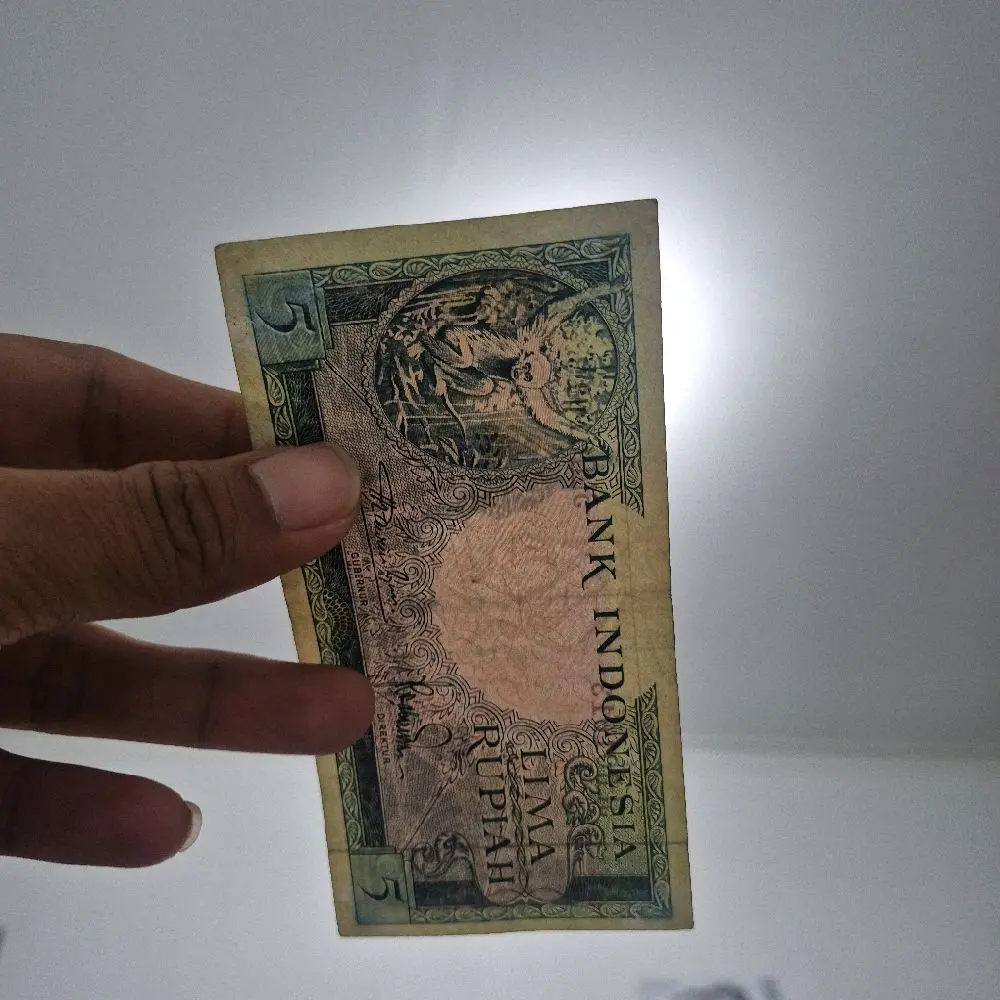 5
BANK INDONESIA
LIMA
RUPIAH
GUBERNUR
DIREKTUR
5